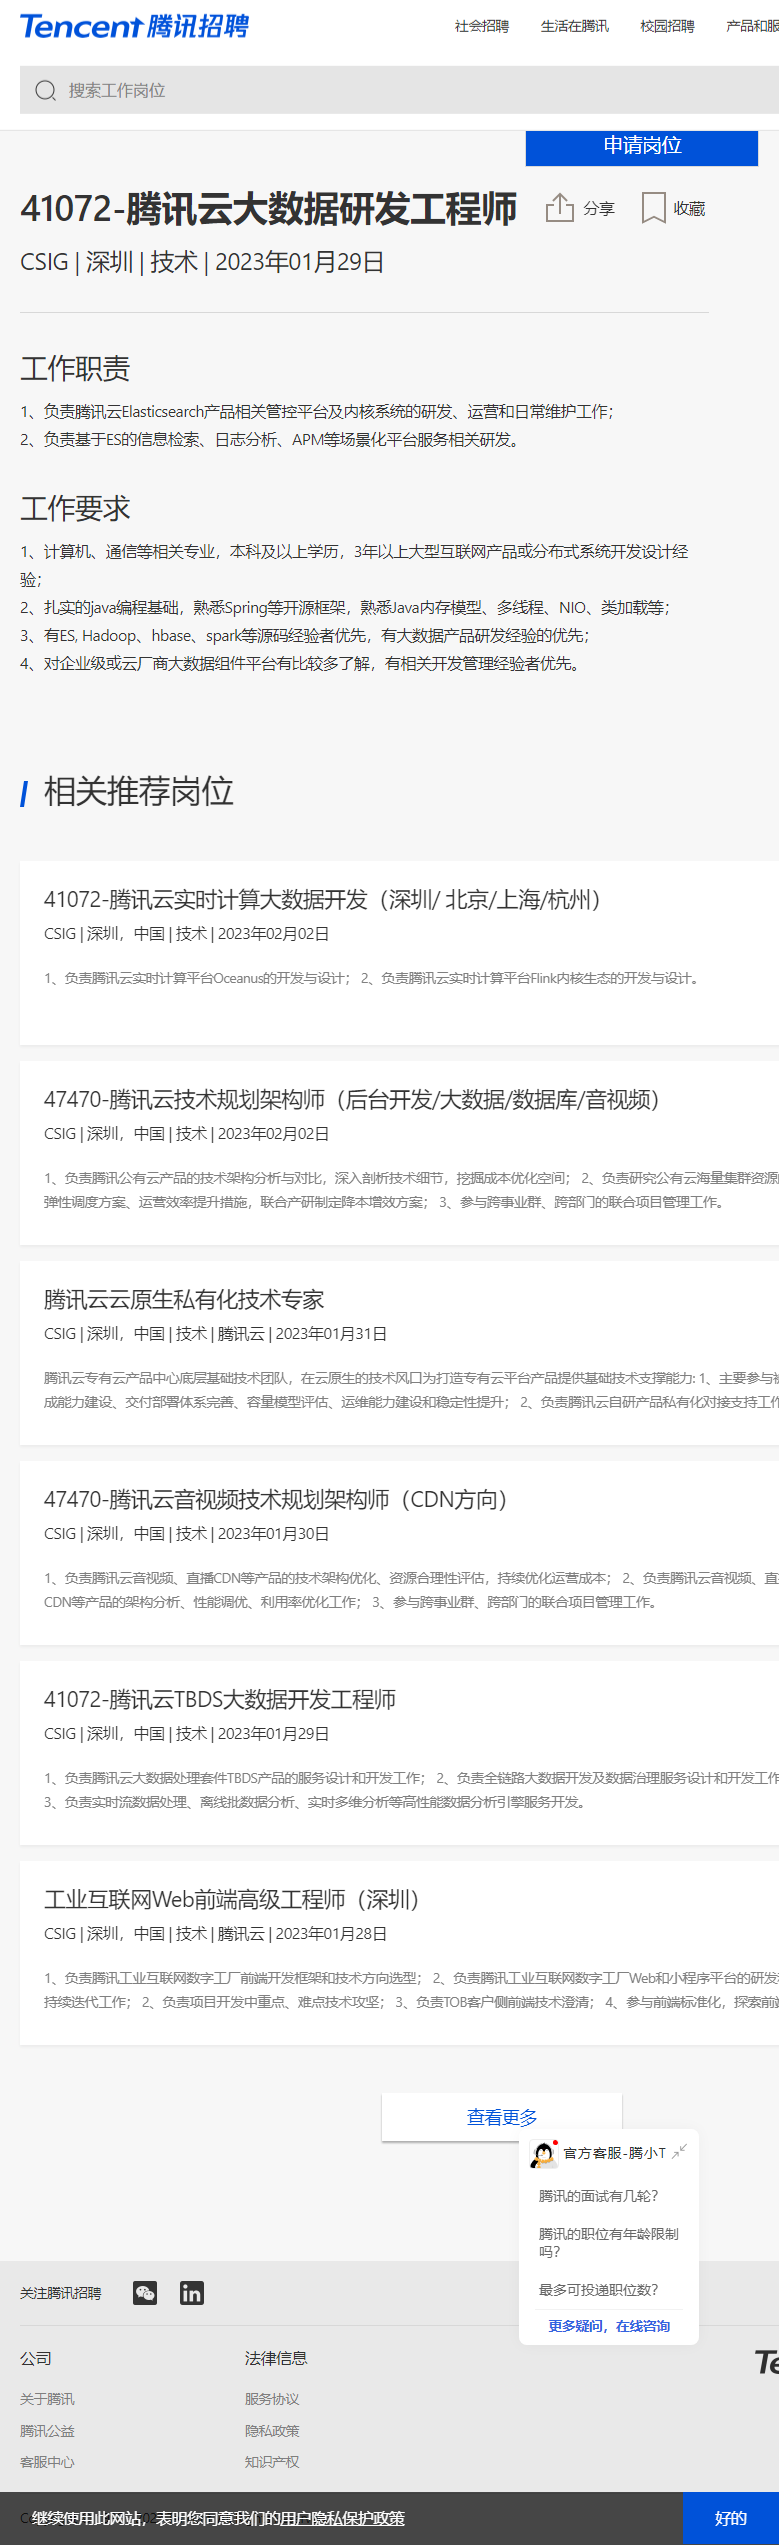 Tencent 腾讯招聘
社会招聘 生活在腾讯 校园招聘 产品和服
搜索工作岗位
申请岗位
41072-腾讯云大数据研发工程师 分享 收藏
CSIG | 深圳 | 技术 | 2023年01月29日
工作职责
1、负责腾讯云Elasticsearch产品相关管控平台及内核系统的研发、运营和日常维护工作；
2、负责基于ES的信息检索、日志分析、APM等场景化平台服务相关研发。
工作要求
1、计算机、通信等相关专业，本科及以上学历，3年以上大型互联网产品或分布式系统开发设计经
验；
2、扎实的java编程基础，熟悉Spring等开源框架，熟悉Java内存模型、多线程、NIO、类加载等；
3、有ES, Hadoop、hbase、spark等源码经验者优先，有大数据产品研发经验的优先；
4、对企业级或云厂商大数据组件平台有比较多了解，有相关开发管理经验者优先。
相关推荐岗位
41072-腾讯云实时计算大数据开发（深圳/ 北京/上海/杭州）
CSIG | 深圳，中国 | 技术 | 2023年02月02日
1、负责腾讯云实时计算平台Oceanus的开发与设计； 2、负责腾讯云实时计算平台Flink内核生态的开发与设计。
47470-腾讯云技术规划架构师（后台开发/大数据/数据库/音视频）
CSIG | 深圳，中国 | 技术 | 2023年02月02日
1、负责腾讯公有云产品的技术架构分析与对比，深入剖析技术细节，挖掘成本优化空间； 2、负责研究公有云海量集群资源
弹性调度方案、运营效率提升措施，联合产研制定降本增效方案； 3、参与跨事业群、跨部门的联合项目管理工作。
腾讯云云原生私有化技术专家
CSIG | 深圳，中国 | 技术 | 腾讯云 | 2023年01月31日
腾讯云专有云产品中心底层基础技术团队，在云原生的技术风口为打造专有云平台产品提供基础技术支撑能力: 1、主要参与
成能力建设、交付部署体系完善、容量模型评估、运维能力建设和稳定性提升； 2、负责腾讯云自研产品私有化对接支持工作
47470-腾讯云音视频技术规划架构师（CDN方向）
CSIG | 深圳，中国 | 技术 | 2023年01月30日
1、负责腾讯云音视频、直播CDN等产品的技术架构优化、资源合理性评估，持续优化运营成本； 2、负责腾讯云音视频、直
CDN等产品的架构分析、性能调优、利用率优化工作； 3、参与跨事业群、跨部门的联合项目管理工作。
41072-腾讯云TBDS大数据开发工程师
CSIG | 深圳，中国 | 技术 | 2023年01月29日
1、负责腾讯云大数据处理套件TBDS产品的服务设计和开发工作； 2、负责全链路大数据开发及数据治理服务设计和开发工作
3、负责实时流数据处理、离线批数据分析、实时多维分析等高性能数据分析引擎服务开发。
工业互联网Web前端高级工程师（深圳）
CSIG | 深圳，中国 | 技术 | 腾讯云 | 2023年01月28日
1、负责腾讯工业互联网数字工厂前端开发框架和技术方向选型； 2、负责腾讯工业互联网数字工厂Web和小程序平台的研发
持续迭代工作； 2、负责项目开发中重点、难点技术攻坚； 3、负责TOB客户侧前端技术澄清； 4、参与前端标准化，探索前
查看更多
官方客服-腾小T
腾讯的面试有几轮？
腾讯的职位有年龄限制
吗？
最多可投递职位数？
更多疑问，在线咨询
关注腾讯招聘
公司 法律信息
关于腾讯 服务协议
腾讯公益 隐私政策
客服中心 知识产权
继续使用此网站，表明您同意我们的用户隐私保护政策 好的